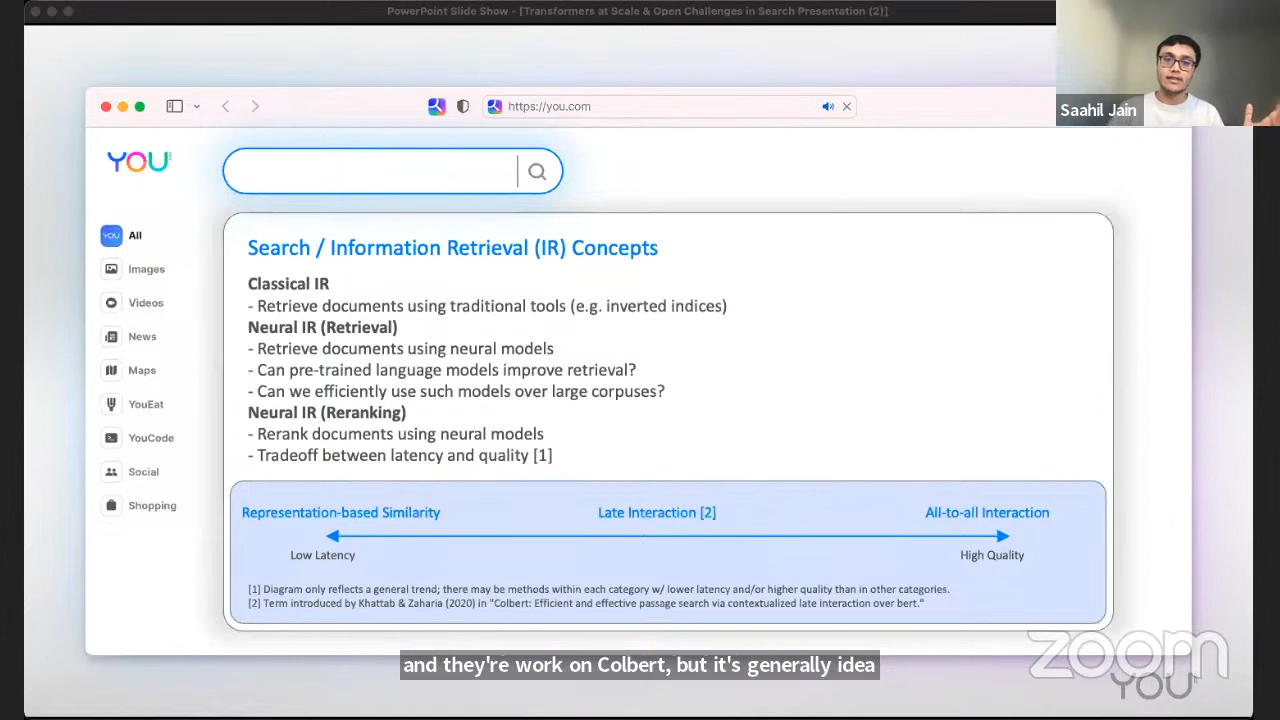 PowerPoint Slide Show - [Transformers at Scale & Open Challenges in Search Presentation (2)]
Saahil Jain
https://you.com
YOU
YOU All
Images
Videos
News
Maps
YouEat
YouCode
Social
Shopping
Search / Information Retrieval (IR) Concepts
Classical IR
- Retrieve documents using traditional tools (e.g. inverted indices)
Neural IR (Retrieval)
- Retrieve documents using neural models
- Can pre-trained language models improve retrieval?
- Can we efficiently use such models over large corpuses?
Neural IR (Reranking)
- Rerank documents using neural models
- Tradeoff between latency and quality [1]
Representation-based Similarity Late Interaction [2] All-to-all Interaction
Low Latency High Quality
[1] Diagram only reflects a general trend; there may be methods within each category w/ lower latency and/or higher quality than in other categories.
[2] Term introduced by Khattab & Zaharia (2020) in "Colbert: Efficient and effective passage search via contextualized late interaction over bert."
and they're work on Colbert, but it's generally idea
zoom
YOU